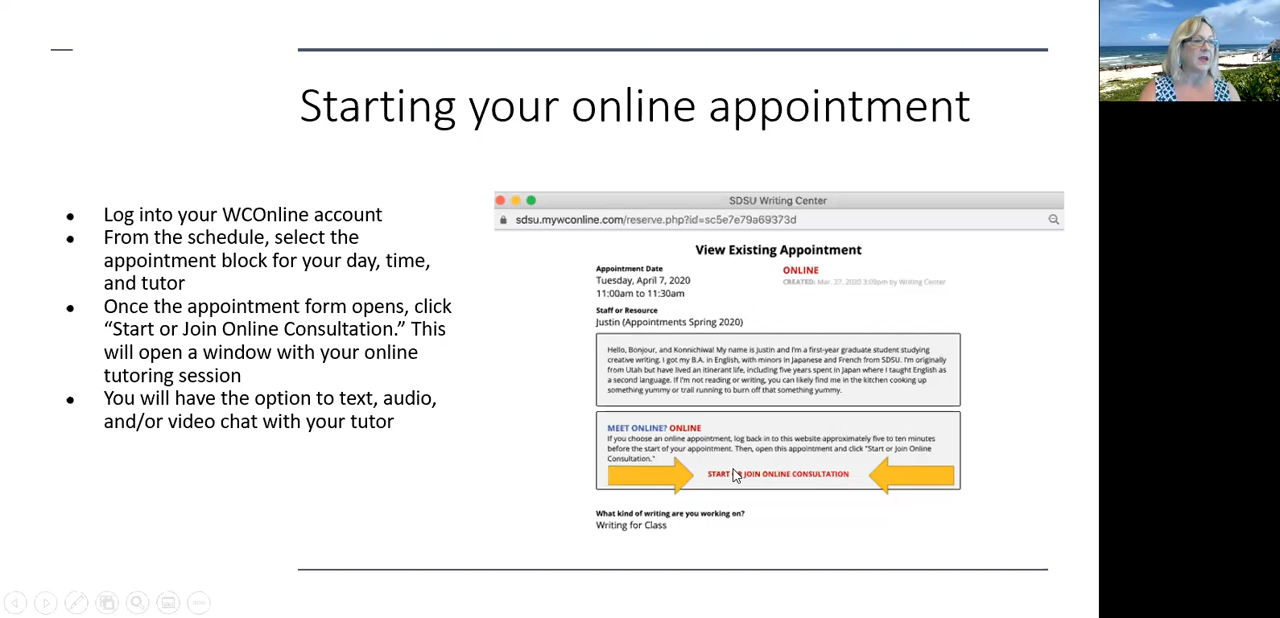 Starting your online appointment
● Log into your WCOnline account
● From the schedule, select the
appointment block for your day, time,
and tutor
● Once the appointment form opens, click
“Start or Join Online Consultation.” This
will open a window with your online
tutoring session
● You will have the option to text, audio,
and/or video chat with your tutor
SDSU Writing Center
sdsu.mywconline.com/reserve.php?id=sc5e7e79a69373d
View Existing Appointment
Appointment Date
Tuesday, April 7, 2020
11:00am to 11:30am
ONLINE
CREATED: Mar. 27, 2020 3:09pm by Writing Center
Staff or Resource
Justin (Appointments Spring 2020)
Hello, Bonjour, and Konnichiwa! My name is Justin and I'm a first-year graduate student studying
creative writing. I got my B.A. in English, with minors in Japanese and French from SDSU. I'm originally
from Utah but have lived an itinerant life, including five years spent in Japan where I taught English as
a second language. If I'm not reading or writing, you can likely find me in the kitchen cooking up
something yummy or trail running to burn off that something yummy.
MEET ONLINE? ONLINE
If you choose an online appointment, log back in to this website approximately five to ten minutes
before the start of your appointment. Then, open this appointment and click "Start or Join Online
Consultation."
START OR JOIN ONLINE CONSULTATION
What kind of writing are you working on?
Writing for Class